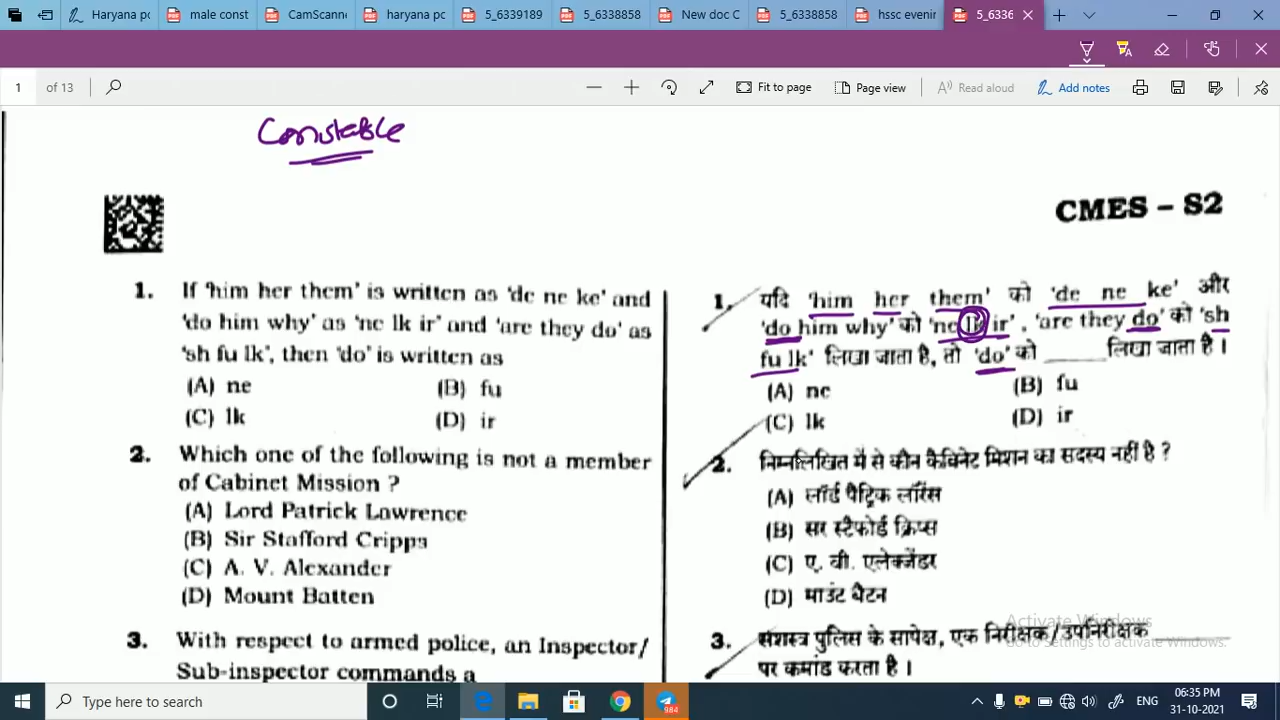 Haryana pc
male const
CamScanne
haryana pc
5_6339189
5_6338858
New doc C
5_6338858
hssc evenir
5_6336
1 of 13
Fit to page
Page view
Read aloud
Add notes
Constable
CMES – S2
1. If 'him her them' is written as 'de ne ke' and
'do him why' as 'ne lk ir' and 'are they do' as
'sh fu lk', then 'do' is written as
(A) ne (B) fu
(C) lk (D) ir
2. Which one of the following is not a member
of Cabinet Mission ?
(A) Lord Patrick Lawrence
(B) Sir Stafford Cripps
(C) A. V. Alexander
(D) Mount Batten
3. With respect to armed police, an Inspector/
Sub-inspector commands a
1. यदि 'him her them' को 'de ne ke' और
'do him why' को 'ne lk ir', 'are they do' को 'sh
fu lk' लिखा जाता है, तो 'do' को ______ लिखा जाता है ।
(A) ne (B) fu
(C) lk (D) ir
2. निम्नलिखित में से कौन कैबिनेट मिशन का सदस्य नहीं है ?
(A) लॉर्ड पैट्रिक लॉरेंस
(B) सर स्टैफोर्ड क्रिप्स
(C) ए. वी. एलेक्जेंडर
(D) माउंट बैटन
3. सशस्त्र पुलिस के सापेक्ष, एक निरीक्षक/उपनिरीक्षक ______
पर कमांड करता है ।
Activate Windows
Go to Settings to activate Windows.
Type here to search
984
ENG
06:35 PM
31-10-2021